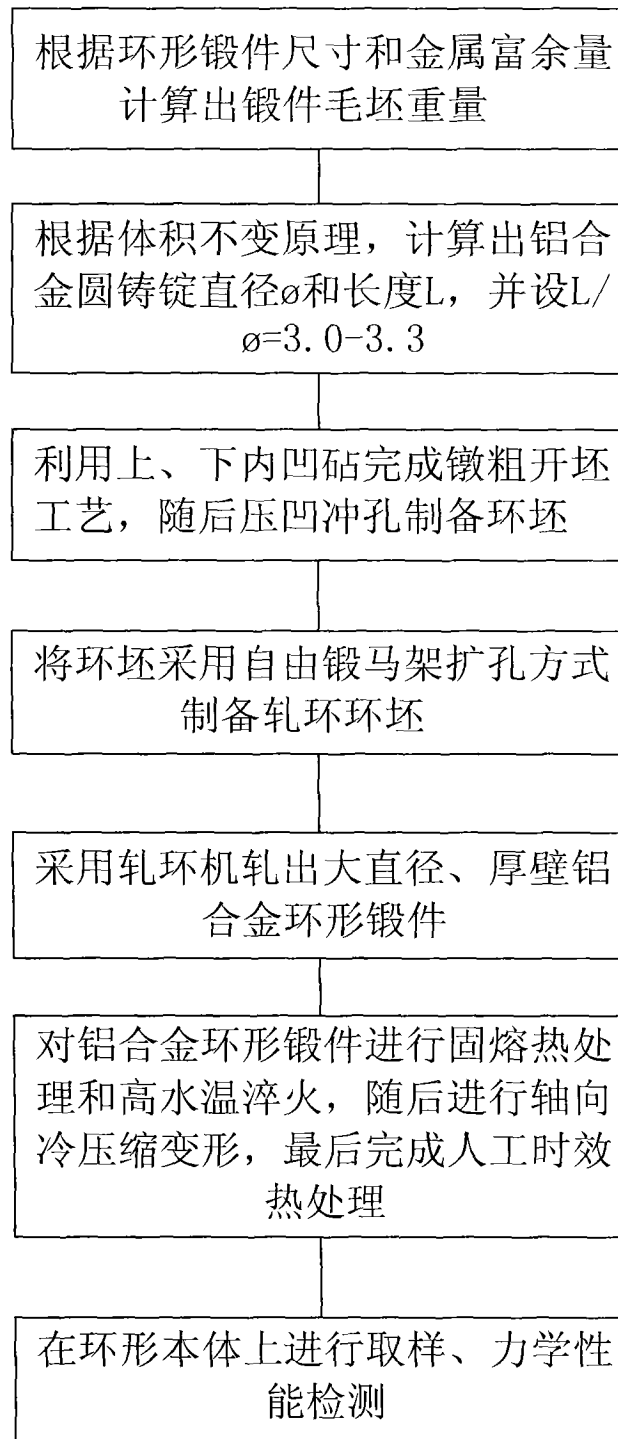 根据环形锻件尺寸和金属富余量
计算出锻件毛坯重量
根据体积不变原理，计算出铝合
金圆铸锭直径ø和长度L，并设L/
ø=3.0-3.3
利用上、下内凹砧完成镦粗开坯
工艺，随后压凹冲孔制备环坯
将环坯采用自由锻马架扩孔方式
制备轧环环坯
采用轧环机轧出大直径、厚壁铝
合金环形锻件
对铝合金环形锻件进行固熔热处
理和高水温淬火，随后进行轴向
冷压缩变形，最后完成人工时效
热处理
在环形本体上进行取样、力学性
能检测